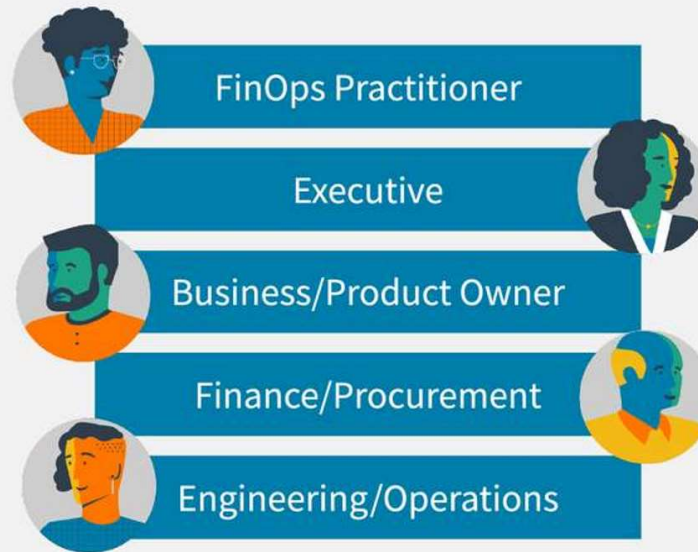 FinOps Practitioner
Executive
Business/Product Owner
Finance/Procurement
Engineering/Operations